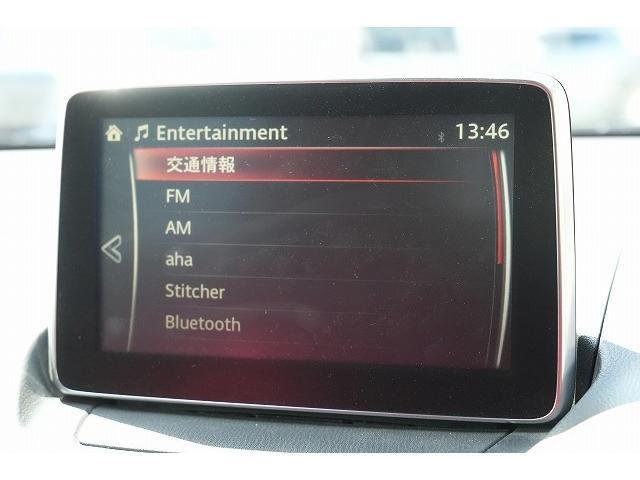 Entertainment 13:46
交通情報
FM
AM
aha
Stitcher
Bluetooth